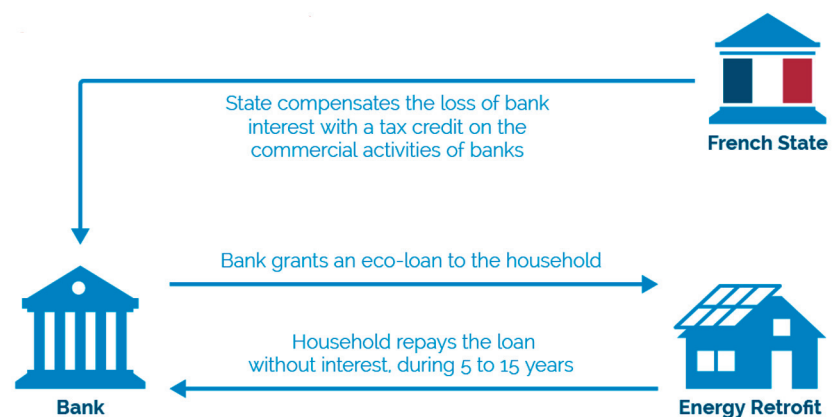 State compensates the loss of bank
interest with a tax credit on the
commercial activities of banks
French State
Bank grants an eco-loan to the household
Household repays the loan
without interest, during 5 to 15 years
Bank
Energy Retrofit